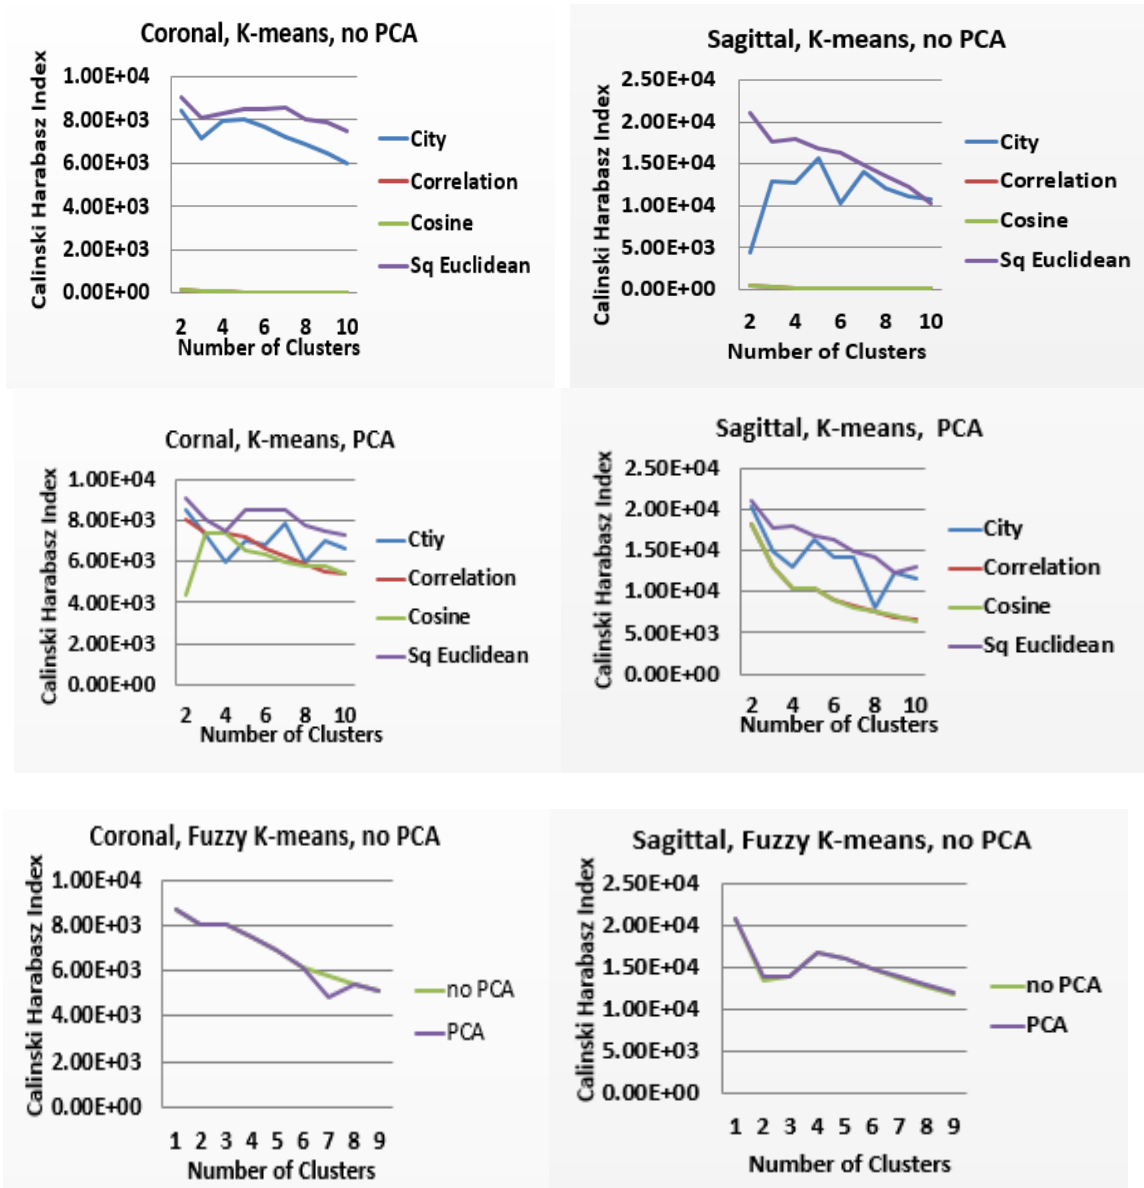 Coronal, K-means, no PCA
Calinski Harabasz Index
1.00E+04
8.00E+03
6.00E+03
4.00E+03
2.00E+03
0.00E+00
2 4 6 8 10
Number of Clusters
City
Correlation
Cosine
Sq Euclidean
Sagittal, K-means, no PCA
Calinski Harabasz Index
2.50E+04
2.00E+04
1.50E+04
1.00E+04
5.00E+03
0.00E+00
2 4 6 8 10
Number of Clusters
City
Correlation
Cosine
Sq Euclidean
Cornal, K-means, PCA
Calinski Harabasz Index
1.00E+04
8.00E+03
6.00E+03
4.00E+03
2.00E+03
0.00E+00
2 4 6 8 10
Number of Clusters
Ctiy
Correlation
Cosine
Sq Euclidean
Sagittal, K-means, PCA
Calinski Harabasz Index
2.50E+04
2.00E+04
1.50E+04
1.00E+04
5.00E+03
0.00E+00
2 4 6 8 10
Number of Clusters
City
Correlation
Cosine
Sq Euclidean
Coronal, Fuzzy K-means, no PCA
Calinski Harabasz Index
1.00E+04
8.00E+03
6.00E+03
4.00E+03
2.00E+03
0.00E+00
1 2 3 4 5 6 7 8 9
Number of Clusters
no PCA
PCA
Sagittal, Fuzzy K-means, no PCA
Calinski Harabasz Index
2.50E+04
2.00E+04
1.50E+04
1.00E+04
5.00E+03
0.00E+00
1 2 3 4 5 6 7 8 9
Number of Clusters
no PCA
PCA